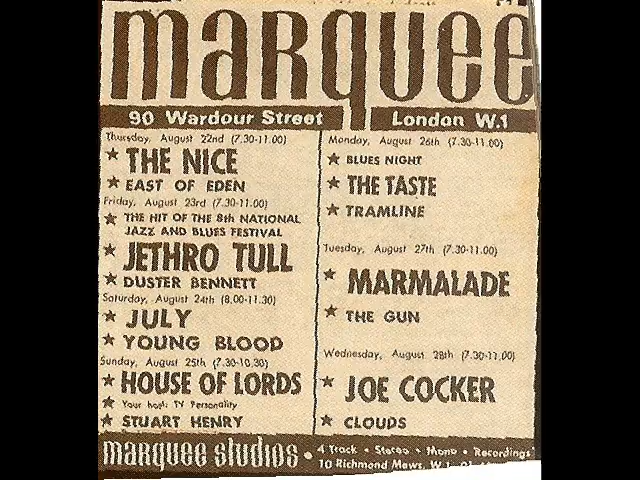 marquee
90 Wardour Street London W.1
Thursday, August 22nd (7.30-11.00)
★ THE NICE
★ EAST OF EDEN
Friday, August 23rd (7.30-11.00)
★ THE HIT OF THE 8th NATIONAL
JAZZ AND BLUES FESTIVAL
JETHRO TULL
★ DUSTER BENNETT
Saturday, August 24th (8.00-11.30)
★ JULY
★ YOUNG BLOOD
Sunday, August 25th (7.30-10.30)
★ HOUSE OF LORDS
★ Your host: TV Personality
★ STUART HENRY
Monday, August 26th (7.30-11.00)
★ BLUES NIGHT
★ THE TASTE
★ TRAMLINE
Tuesday, August 27th (7.30-11.00)
★ MARMALADE
★ THE GUN
Wednesday, August 28th (7.30-11.00)
★ JOE COCKER
★ CLOUDS
marquee studios • 4 Track • Stereo • Mono • Recordings
10 Richmond Mews, W.1.